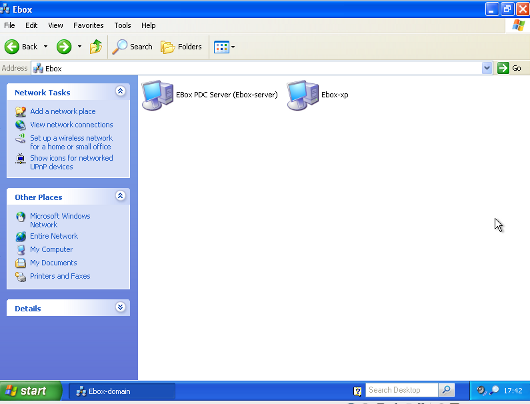 Ebox
File Edit View Favorites Tools Help
Back Search Folders
Address Ebox Go
Network Tasks
Add a network place
View network connections
Set up a wireless network
for a home or small office
Show icons for networked
UPnP devices
Other Places
Microsoft Windows
Network
Entire Network
My Computer
My Documents
Printers and Faxes
Details
EBox PDC Server (Ebox-server)
Ebox-xp
start Ebox-domain Search Desktop 17:42